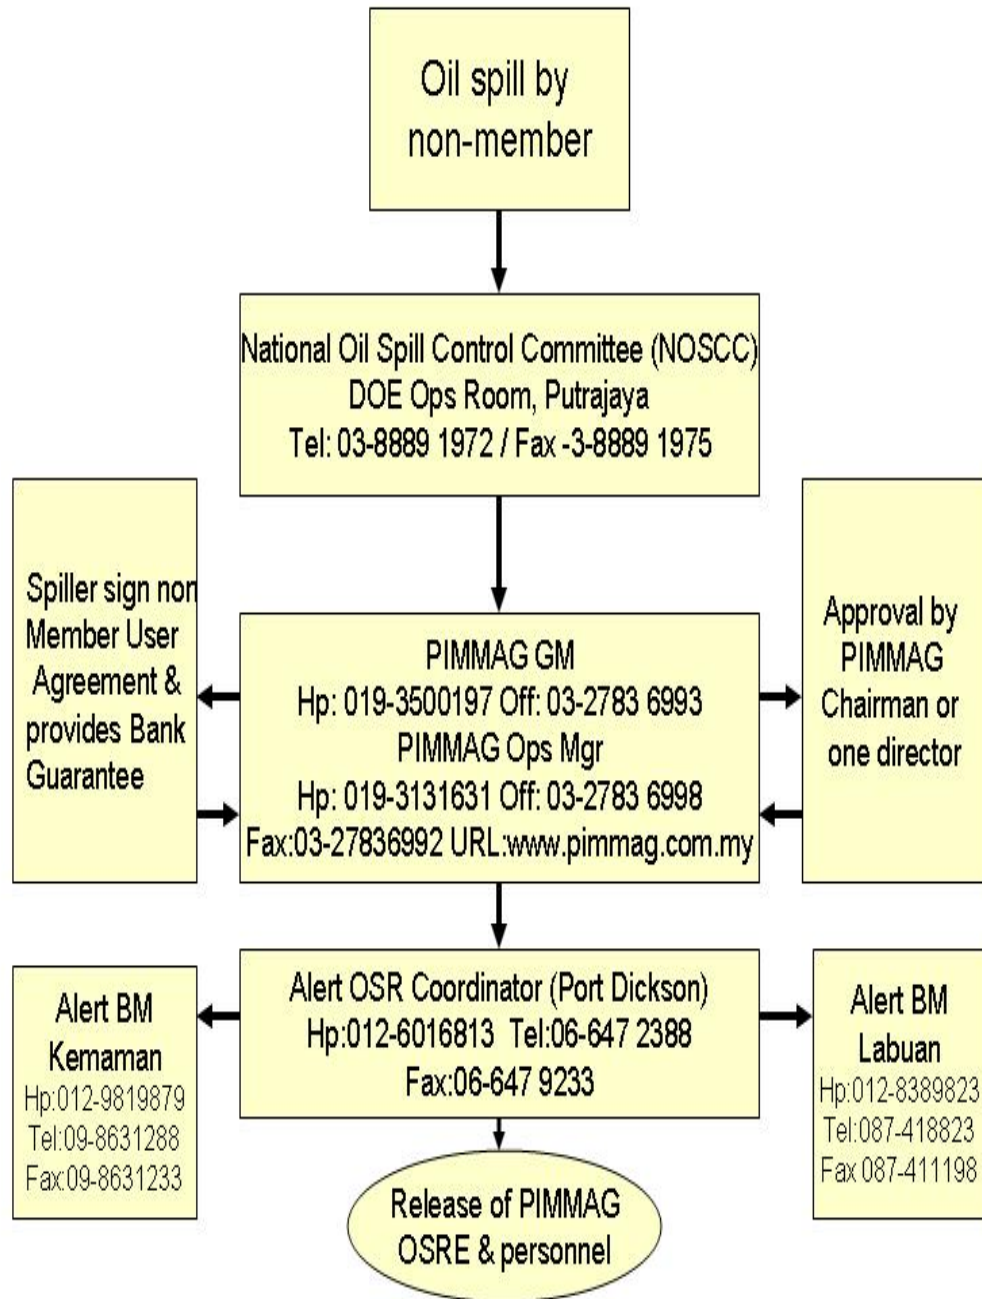 Oil spill by
non-member
National Oil Spill Control Committee (NOSCC)
DOE Ops Room, Putrajaya
Tel: 03-8889 1972 / Fax -3-8889 1975
Spiller sign non
Member User
Agreement &
provides Bank
Guarantee
PIMMAG GM
Hp: 019-3500197 Off: 03-2783 6993
PIMMAG Ops Mgr
Hp: 019-3131631 Off: 03-2783 6998
Fax:03-27836992 URL:www.pimmag.com.my
Approval by
PIMMAG
Chairman or
one director
Alert BM
Kemaman
Hp:012-9819879
Tel:09-8631288
Fax:09-8631233
Alert OSR Coordinator (Port Dickson)
Hp:012-6016813 Tel:06-647 2388
Fax:06-647 9233
Alert BM
Labuan
Hp:012-8389823
Tel:087-418823
Fax 087-411198
Release of PIMMAG
OSRE & personnel